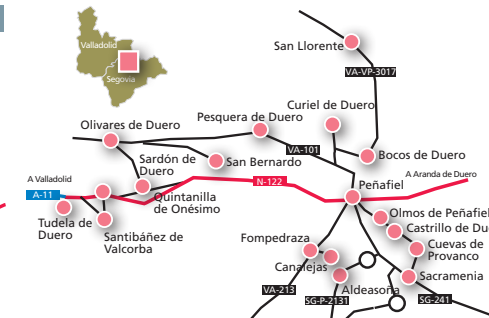 Valladolid
Segovia
San Llorente
VA-VP-3017
Curiel de Duero
Pesquera de Duero
Olivares de Duero
VA-101
Bocos de Duero
Sardón de
Duero
San Bernardo
A Valladolid
A-11
N-122
A Aranda de Duero
Peñafiel
Quintanilla
de Onésimo
Tudela de
Duero
Santibáñez de
Valcorba
Olmos de Peñafiel
Castrillo de Du
Fompedraza
Cuevas de
Provanco
Canalejas
Sacramenia
Aldeasoña
VA-213
SG-P-2131
SG-241